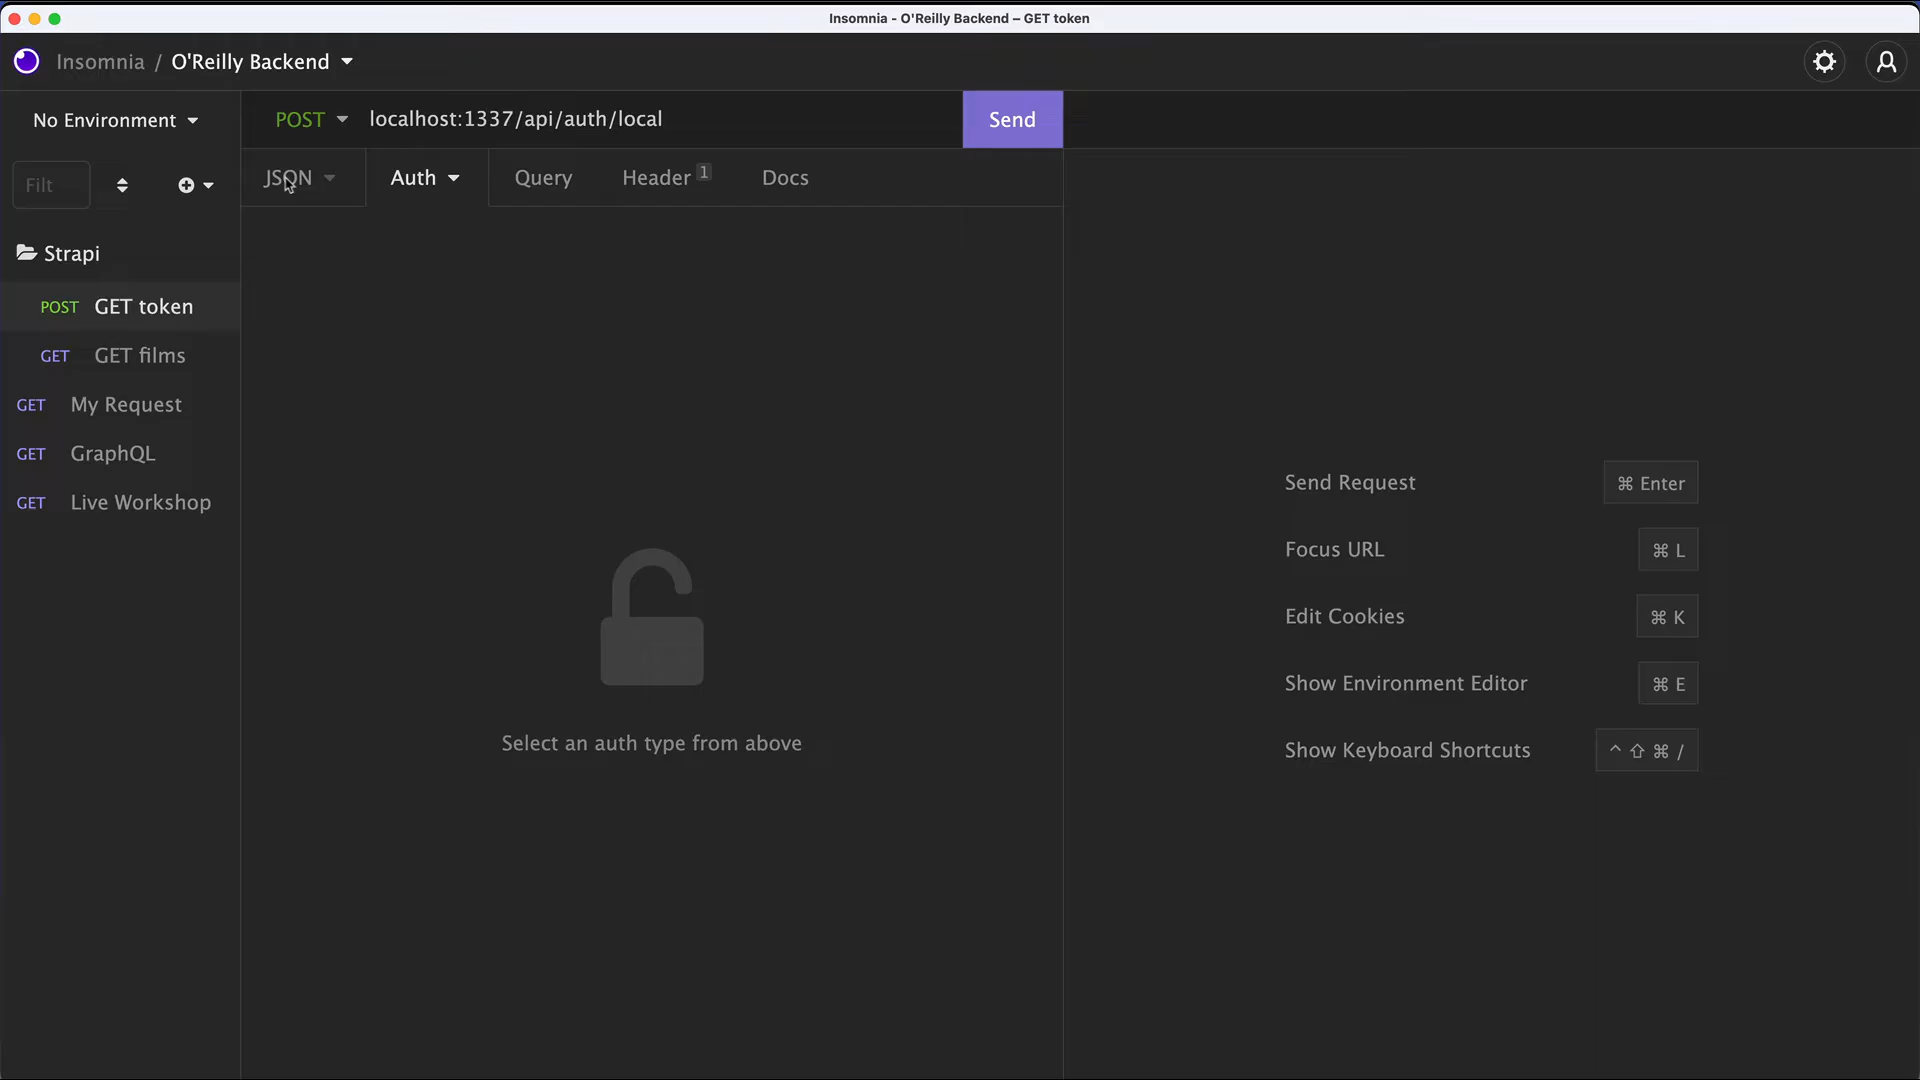 Insomnia - O'Reilly Backend – GET token
Insomnia / O'Reilly Backend
No Environment
POST localhost:1337/api/auth/local Send
Filt
JSON Auth Query Header 1 Docs
Strapi
POST GET token
GET GET films
GET My Request
GET GraphQL
GET Live Workshop
Select an auth type from above
Send Request ⌘ Enter
Focus URL ⌘ L
Edit Cookies ⌘ K
Show Environment Editor ⌘ E
Show Keyboard Shortcuts ^ ⇧ ⌘ /